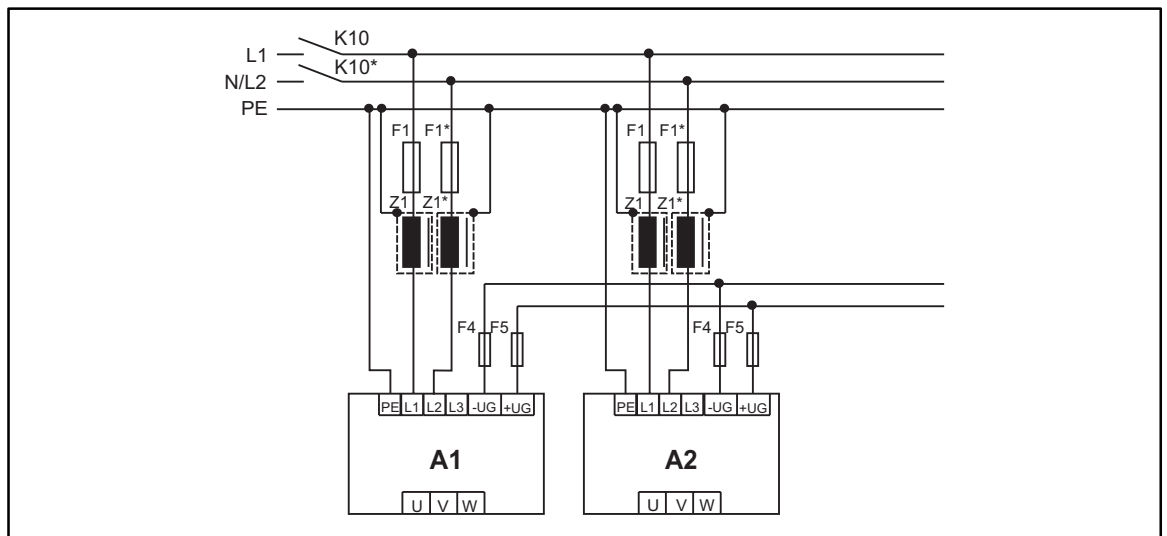 K10
L1
K10*
N/L2
PE
F1 F1* F1 F1*
Z1 Z1* Z1 Z1*
F4 F5 F4 F5
PE L1 L2 L3 -UG +UG PE L1 L2 L3 -UG +UG
A1 A2
U V W U V W